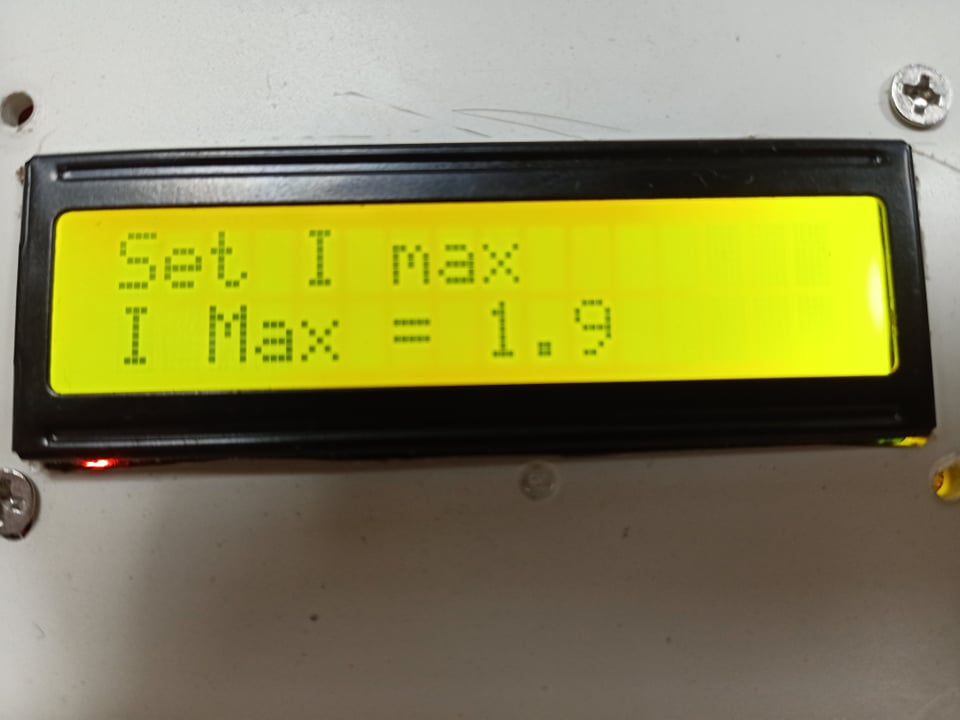 Set I max
I Max = 1.9